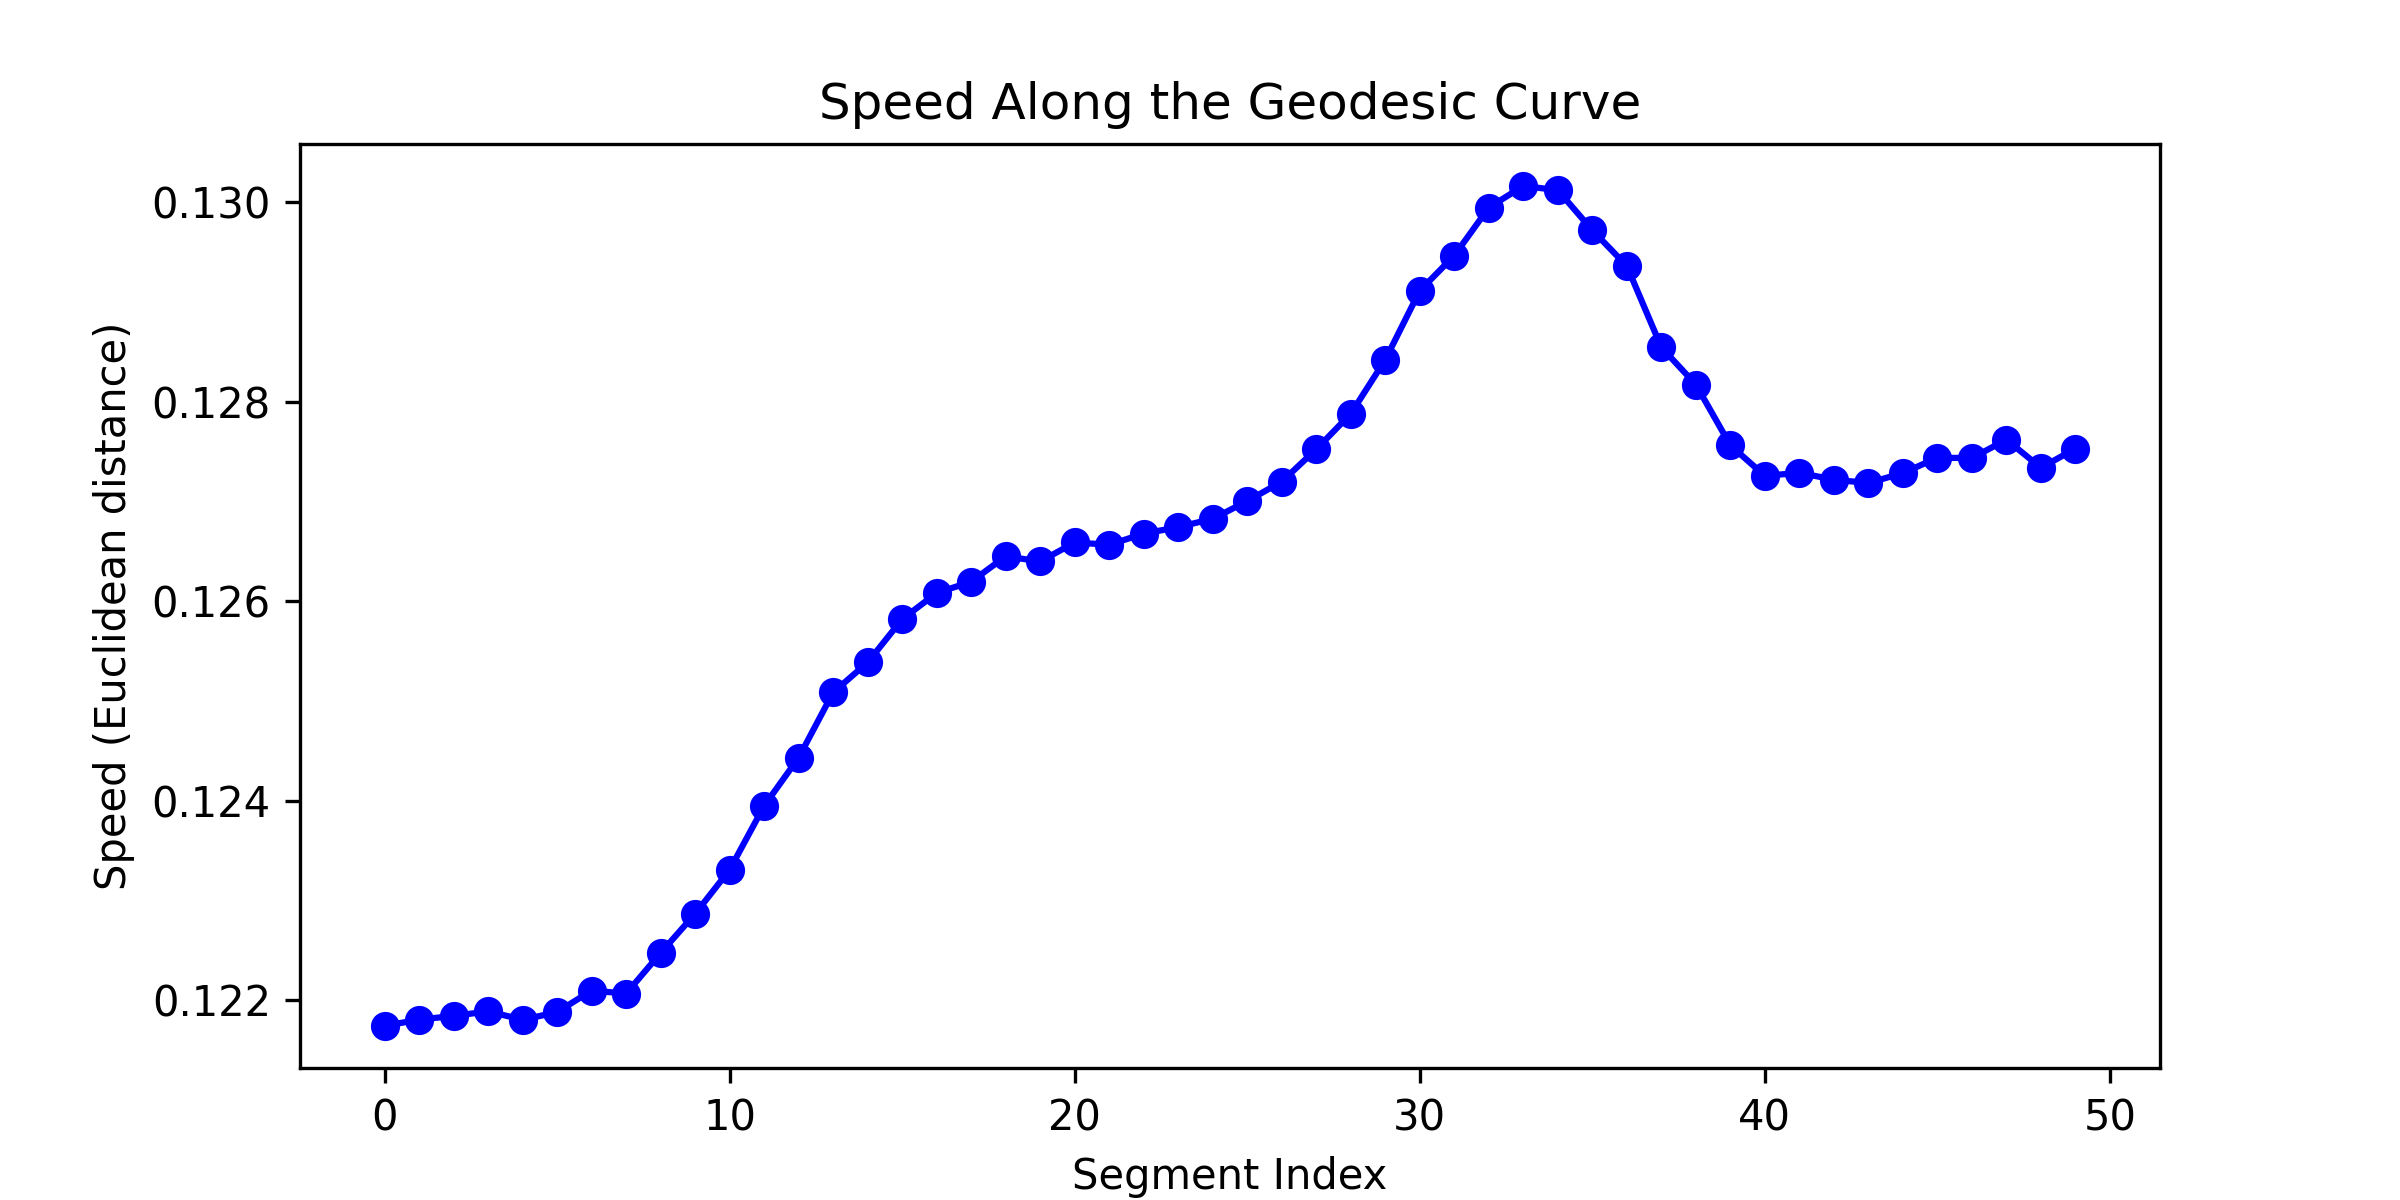 Speed Along the Geodesic Curve
Speed (Euclidean distance)
0.130
0.128
0.126
0.124
0.122
0 10 20 30 40 50
Segment Index